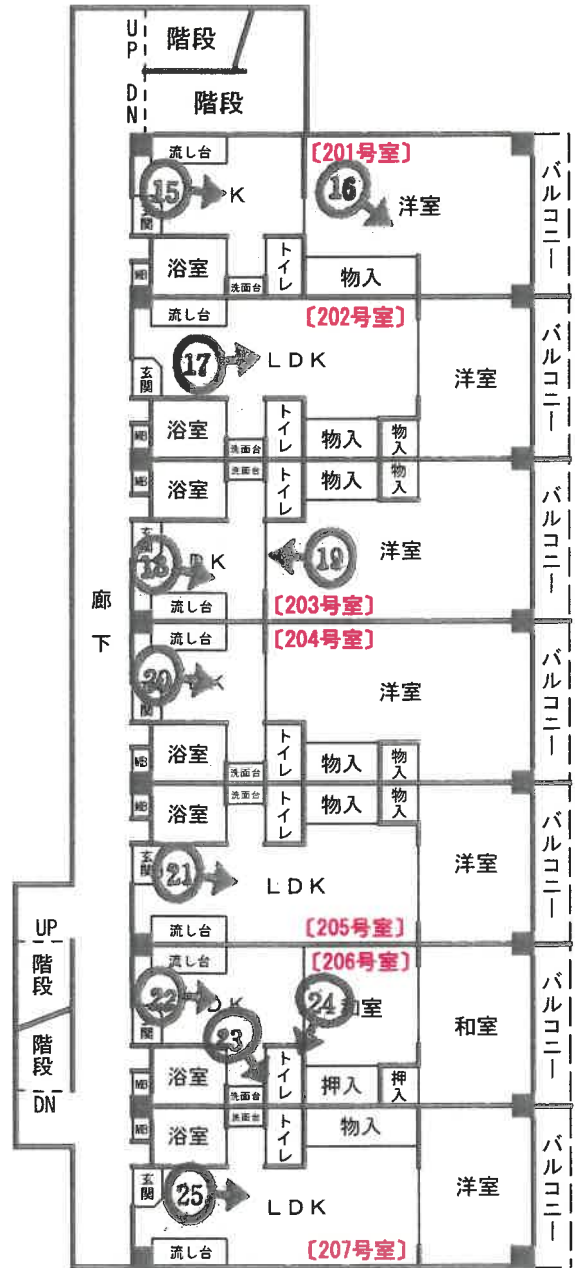 UP
階段
DN
階段
流し台
〔201号室〕
バルコニー
⑮
K
⑯
洋室
関
MB
浴室
洗面台
トイレ
物入
流し台
〔202号室〕
バルコニー
⑰
LDK
洋室
玄関
MB
浴室
洗面台
トイレ
物入
物入
MB
浴室
洗面台
トイレ
物入
物入
バルコニー
玄関
⑱
K
⑲
洋室
流し台
〔203号室〕
廊下
流し台
〔204号室〕
バルコニー
⑳
洋室
関
MB
浴室
洗面台
トイレ
物入
物入
MB
浴室
洗面台
トイレ
物入
物入
バルコニー
玄関
㉑
LDK
洋室
流し台
〔205号室〕
UP
階段
階段
DN
流し台
〔206号室〕
バルコニー
㉒
DK
㉓
㉔
和室
和室
関
MB
浴室
洗面台
トイレ
押入
押入
MB
浴室
洗面台
トイレ
物入
バルコニー
玄関
㉕
LDK
洋室
流し台
〔207号室〕